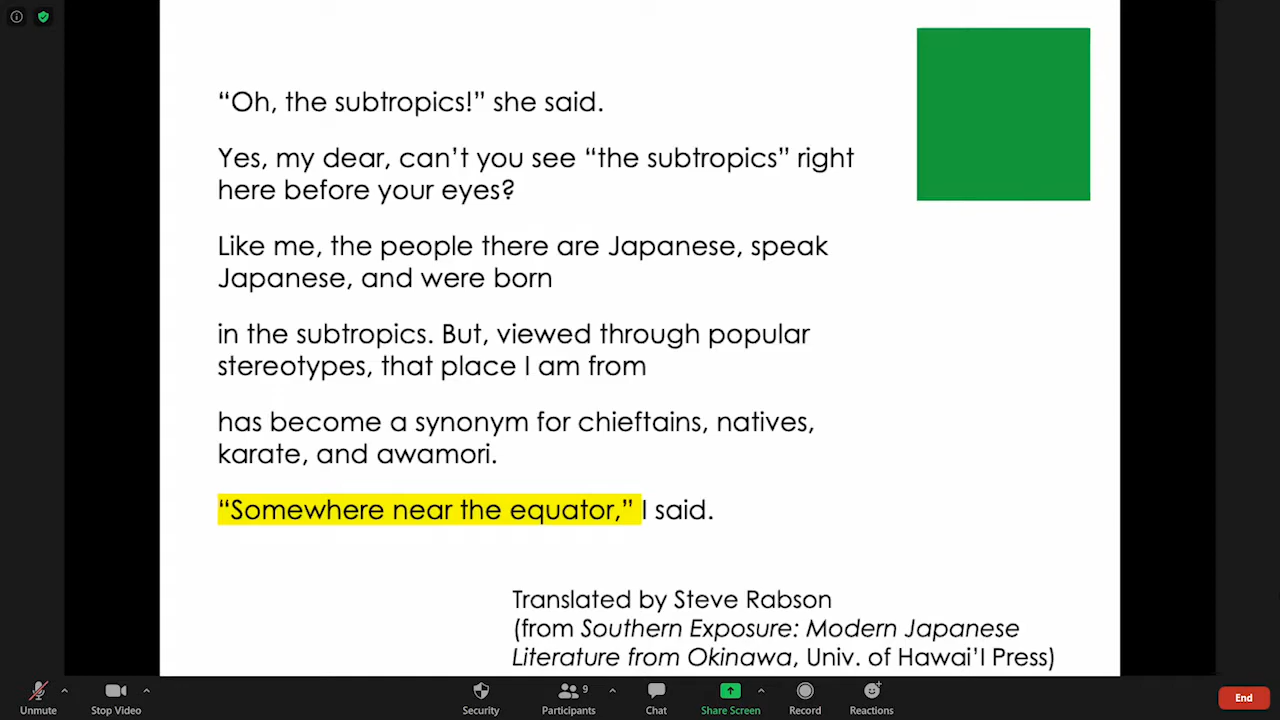 “Oh, the subtropics!” she said.
Yes, my dear, can’t you see “the subtropics” right
here before your eyes?
Like me, the people there are Japanese, speak
Japanese, and were born
in the subtropics. But, viewed through popular
stereotypes, that place I am from
has become a synonym for chieftains, natives,
karate, and awamori.
“Somewhere near the equator,” I said.
Translated by Steve Rabson
(from Southern Exposure: Modern Japanese
Literature from Okinawa, Univ. of Hawai’I Press)
Unmute
Stop Video
Security
Participants
9
Chat
Share Screen
Record
Reactions
End